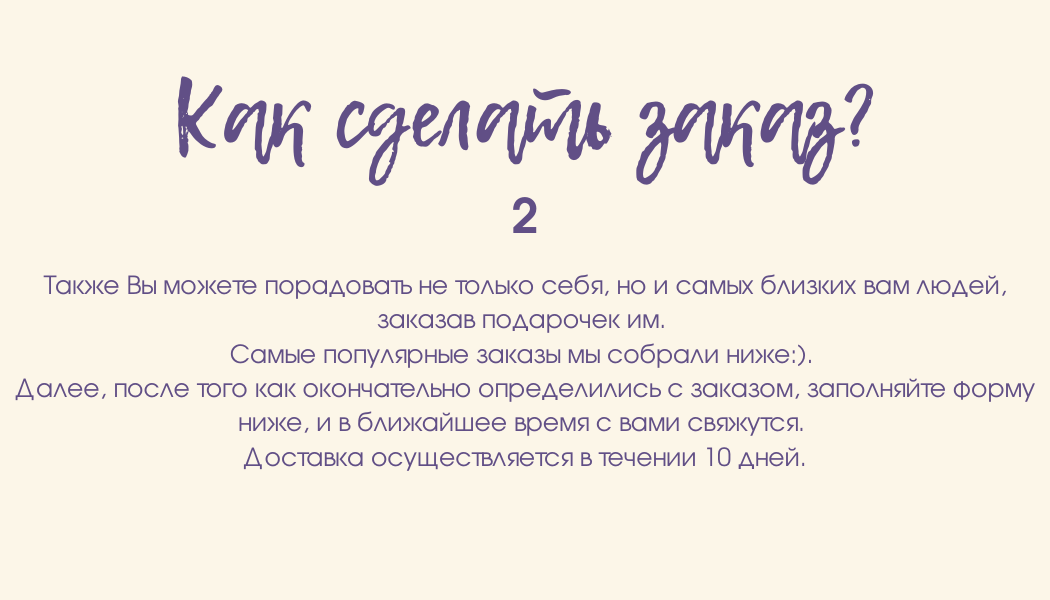 Как сделать заказ?
2
Также Вы можете порадовать не только себя, но и самых близких вам людей,
заказав подарочек им.
Самые популярные заказы мы собрали ниже:).
Далее, после того как окончательно определились с заказом, заполняйте форму
ниже, и в ближайшее время с вами свяжутся.
Доставка осуществляется в течении 10 дней.